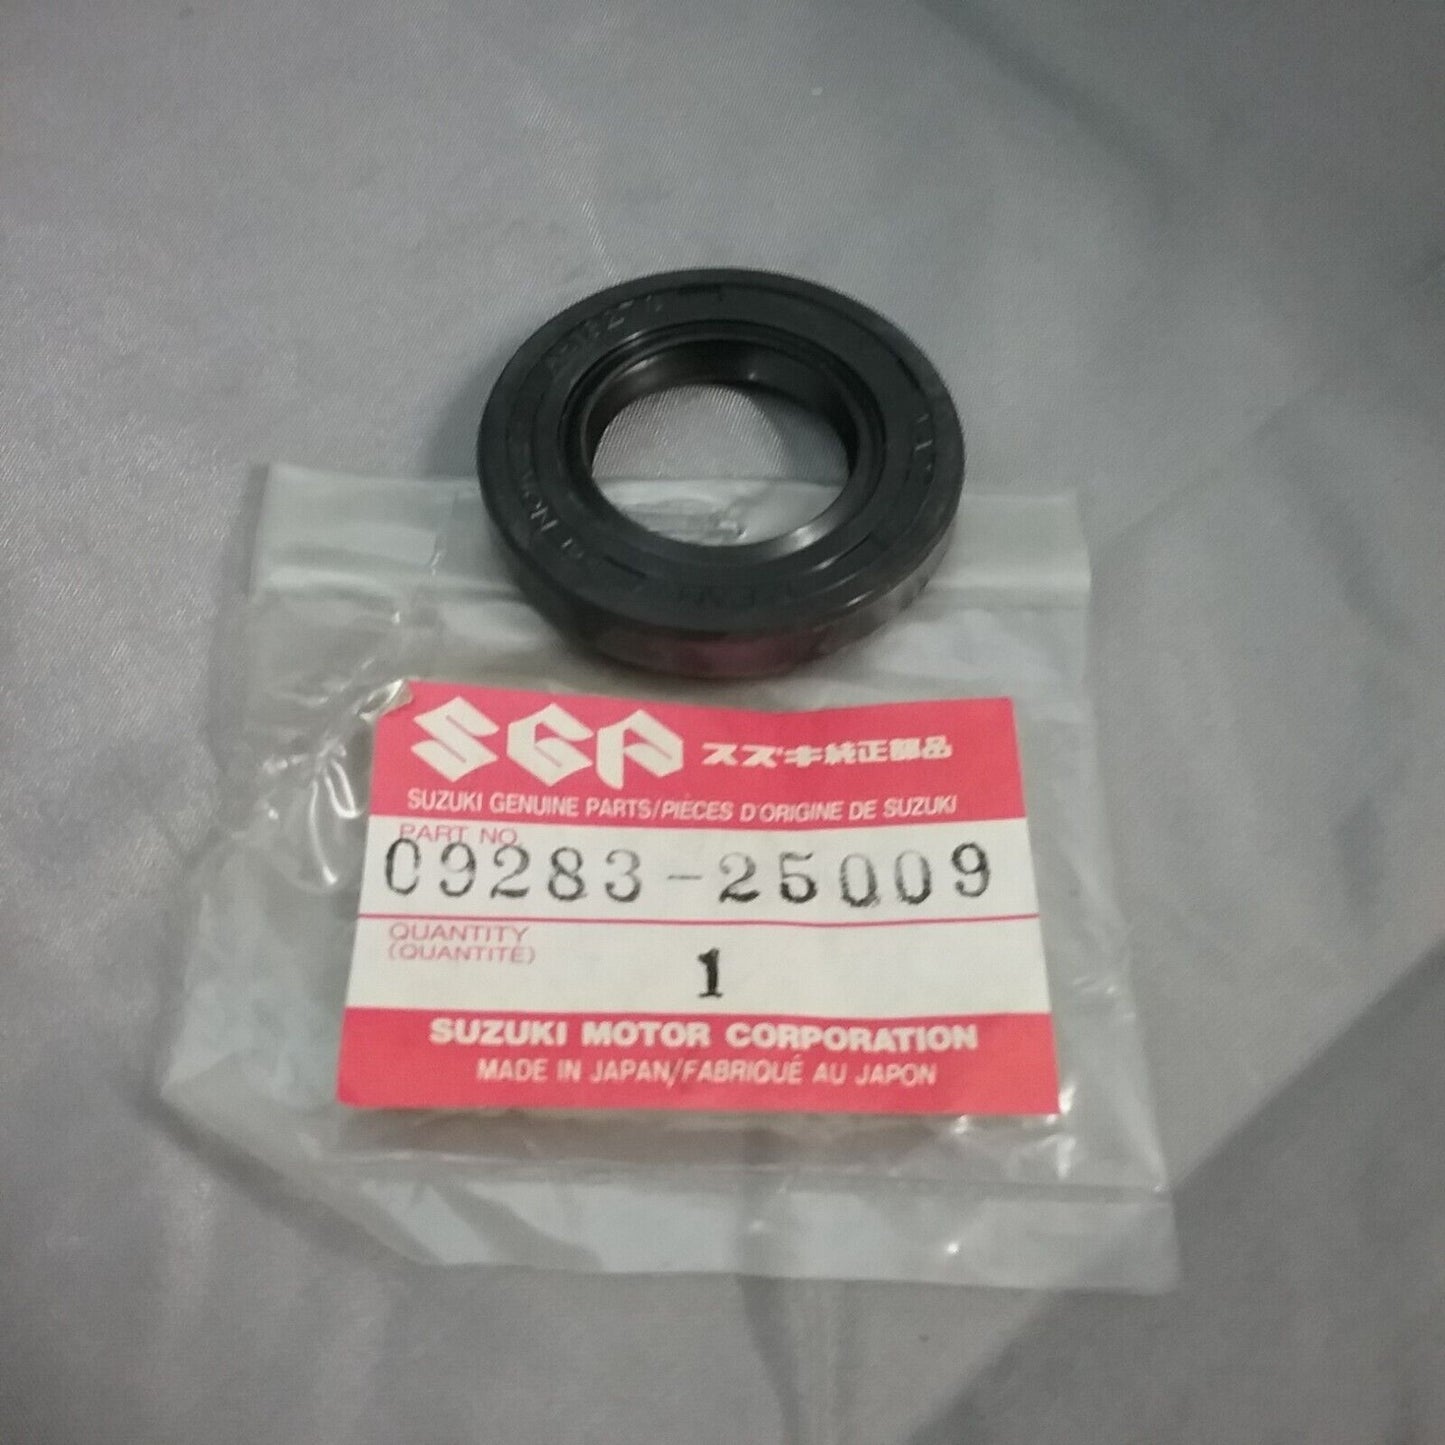 SGP スズキ純正部品
SUZUKI GENUINE PARTS/PIÈCES D'ORIGINE DE SUZUKI
PART NO.
09283-25009
QUANTITY
(QUANTITÉ)
1
SUZUKI MOTOR CORPORATION
MADE IN JAPAN/FABRIQUÉ AU JAPON